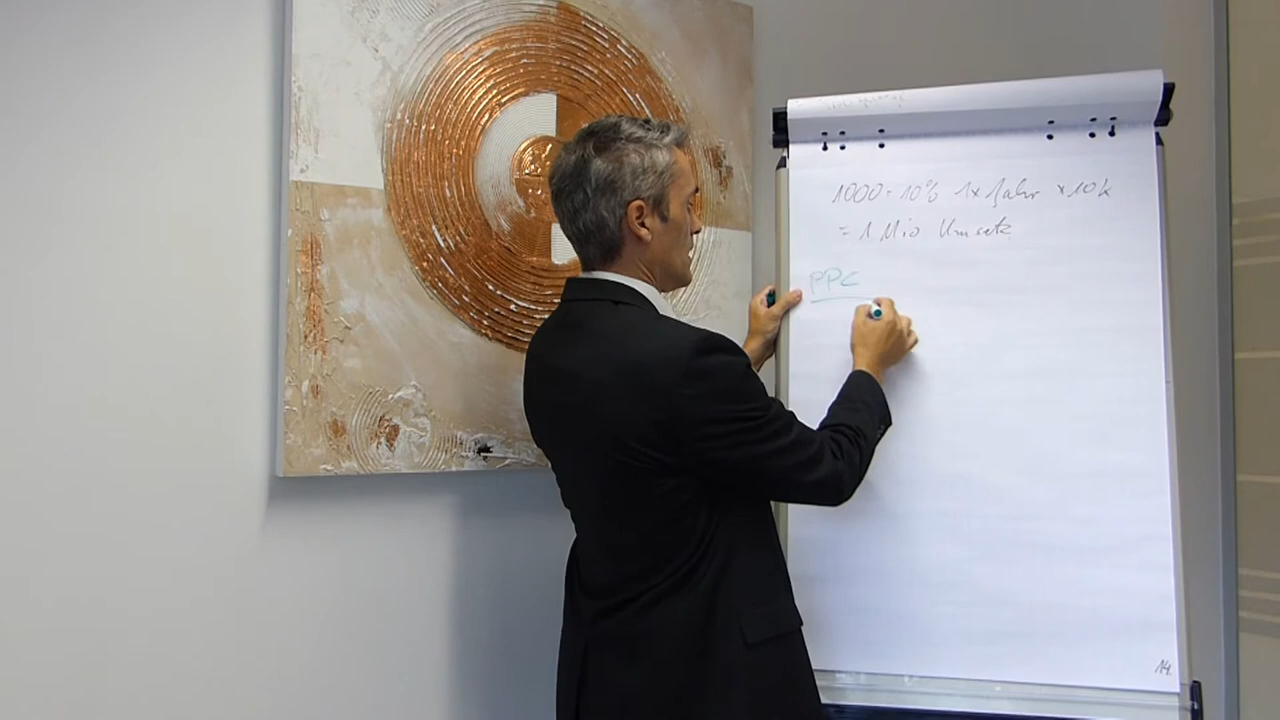 1000 = 10% 1x Jahr x 10k
= 1 Mio Umsatz
PPC
14